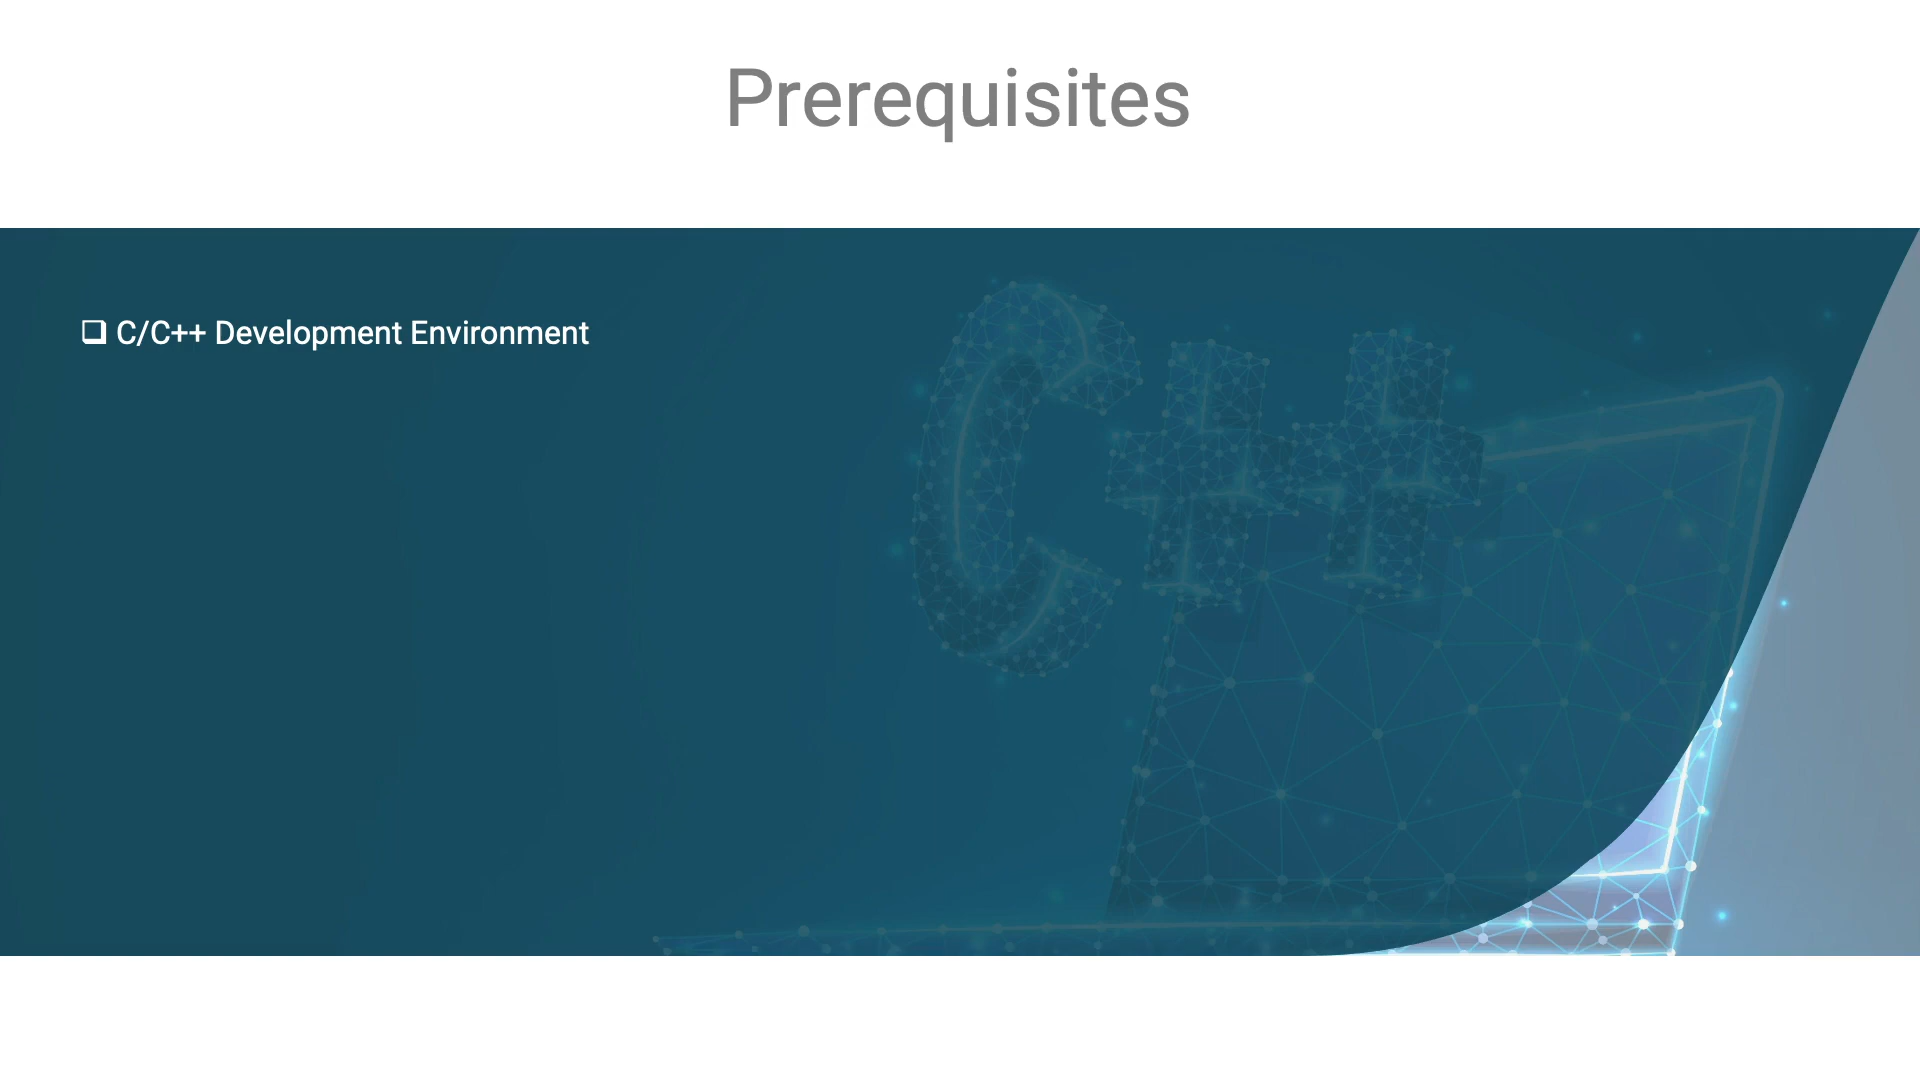 Prerequisites
❑ C/C++ Development Environment
C++